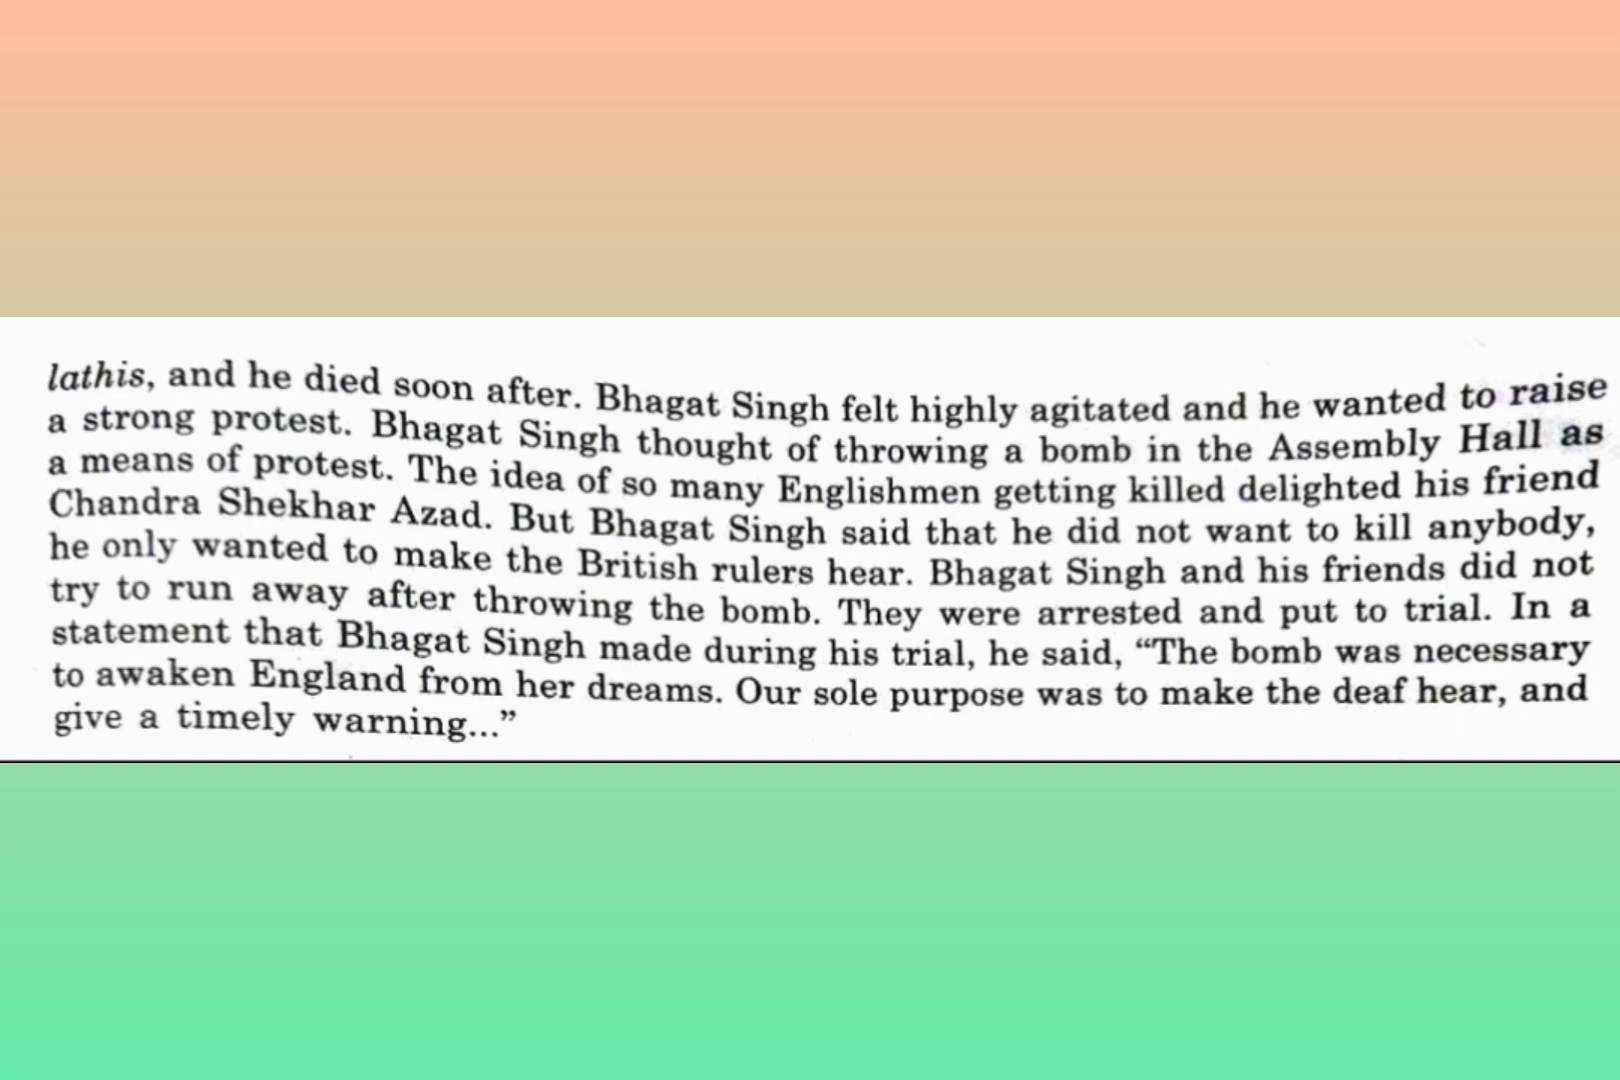 lathis, and he died soon after. Bhagat Singh felt highly agitated and he wanted to raise
a strong protest. Bhagat Singh thought of throwing a bomb in the Assembly Hall as
a means of protest. The idea of so many Englishmen getting killed delighted his friend
Chandra Shekhar Azad. But Bhagat Singh said that he did not want to kill anybody,
he only wanted to make the British rulers hear. Bhagat Singh and his friends did not
try to run away after throwing the bomb. They were arrested and put to trial. In a
statement that Bhagat Singh made during his trial, he said, “The bomb was necessary
to awaken England from her dreams. Our sole purpose was to make the deaf hear, and
give a timely warning...”